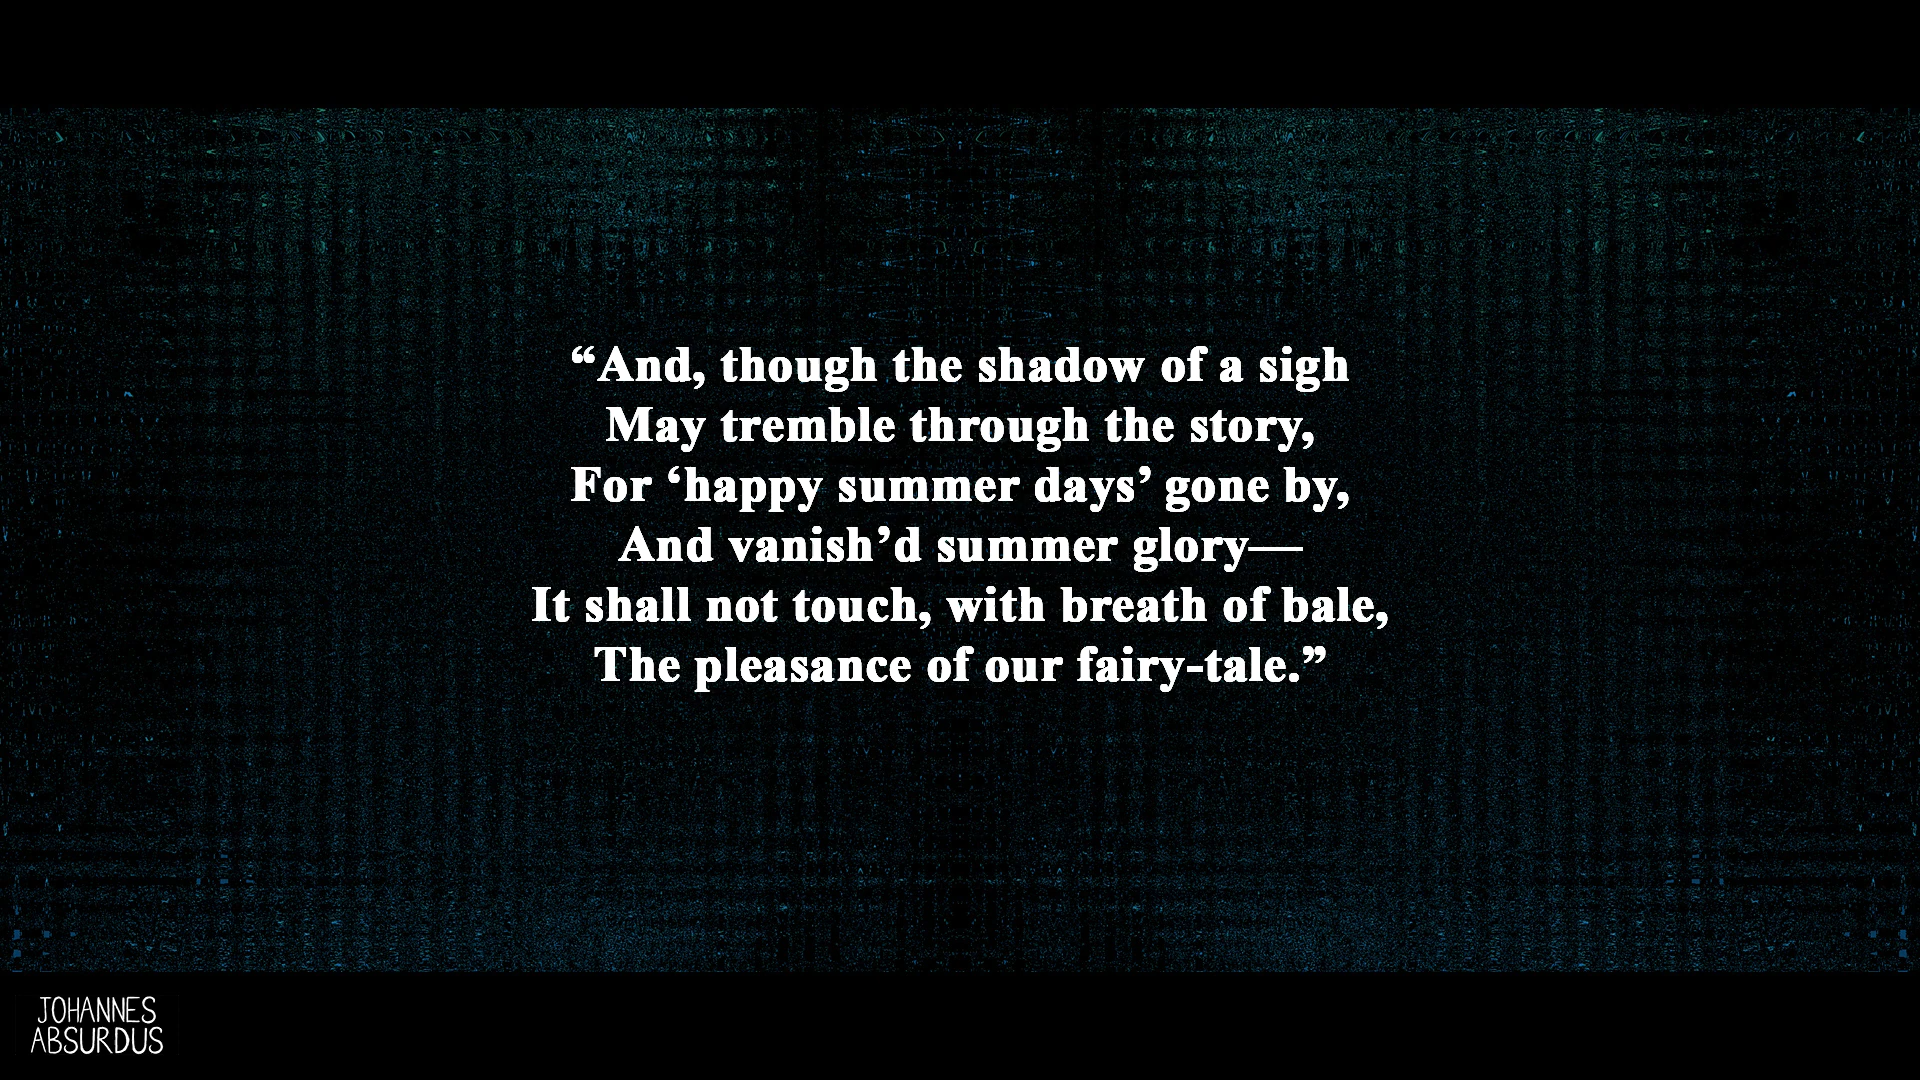 “And, though the shadow of a sigh
May tremble through the story,
For ‘happy summer days’ gone by,
And vanish’d summer glory—
It shall not touch, with breath of bale,
The pleasance of our fairy-tale.”
JOHANNES
ABSURDUS